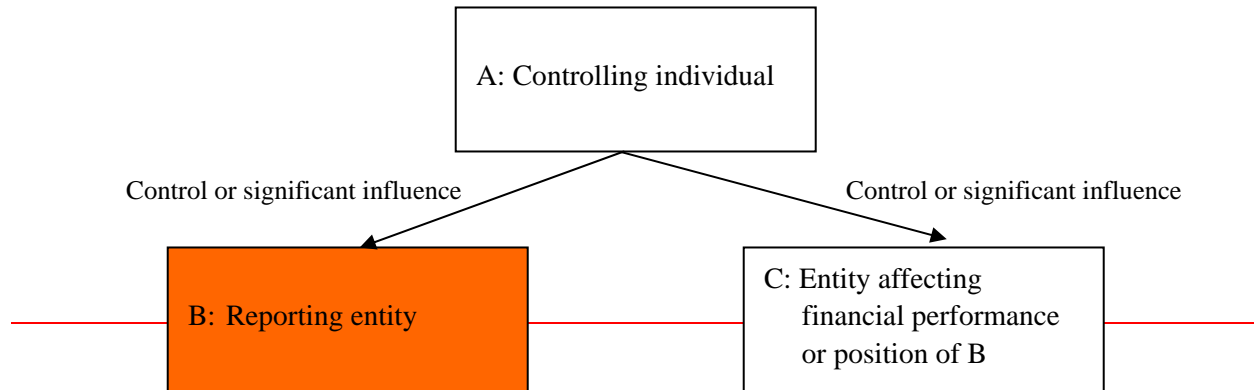 A: Controlling individual
Control or significant influence
Control or significant influence
B: Reporting entity
C: Entity affecting
financial performance
or position of B